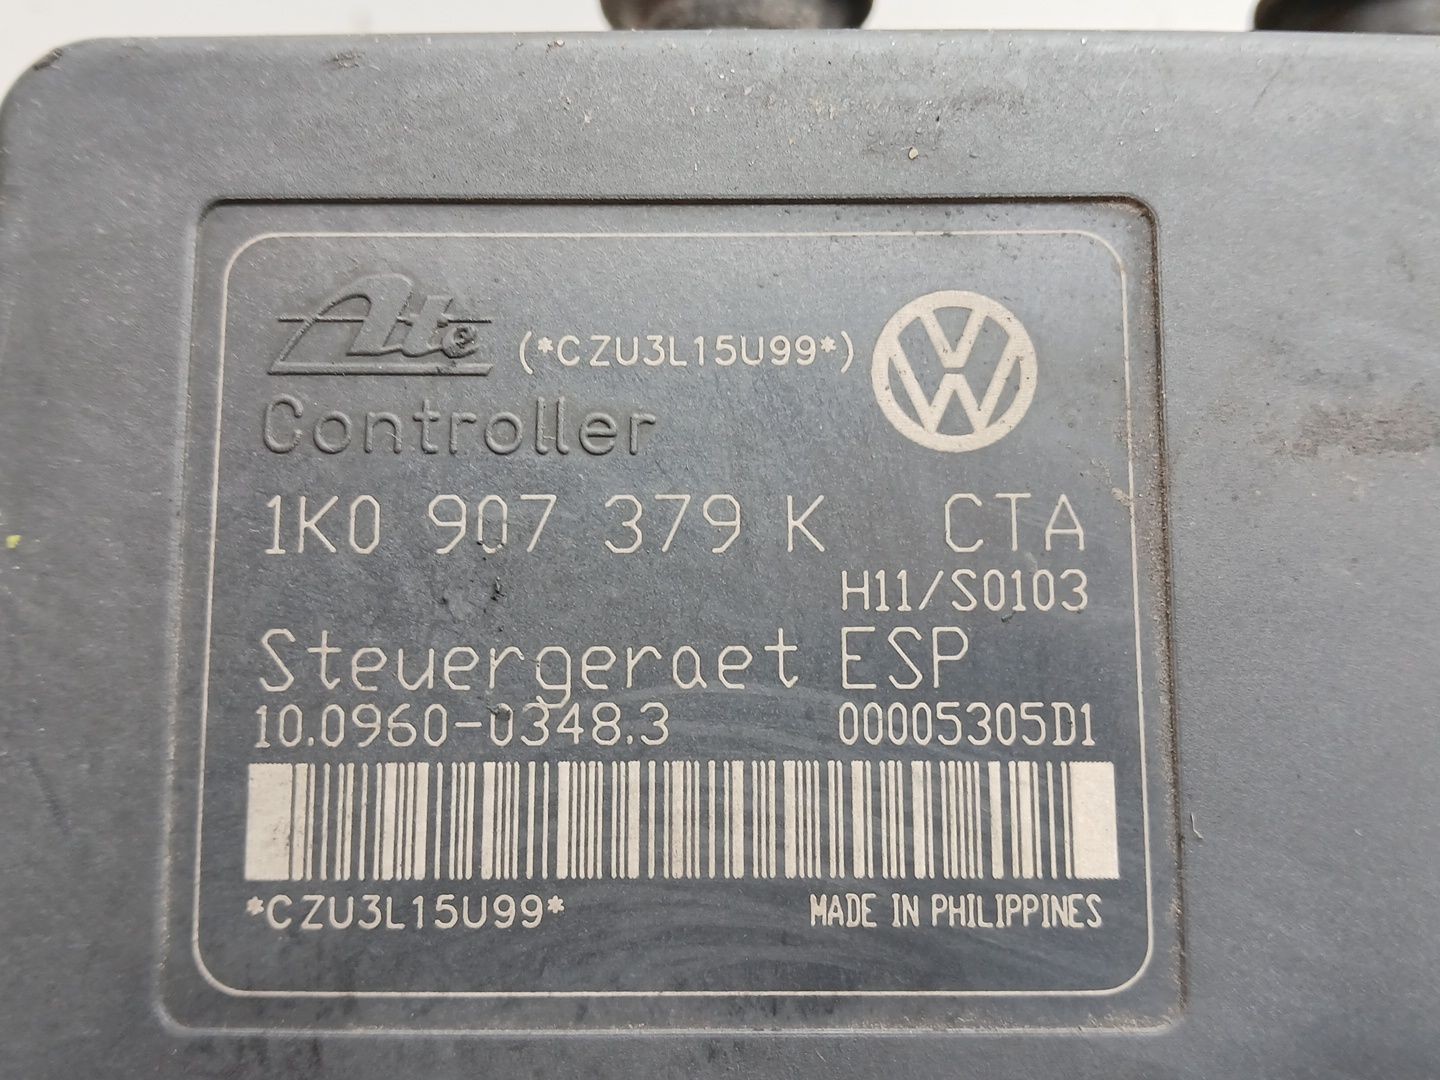 Ate (*CZU3L15U99*) VW
Controller
1K0 907 379 K CTA
H11/S0103
Steuergeraet ESP
10.0960-0348.3 00005305D1
*CZU3L15U99* MADE IN PHILIPPINES